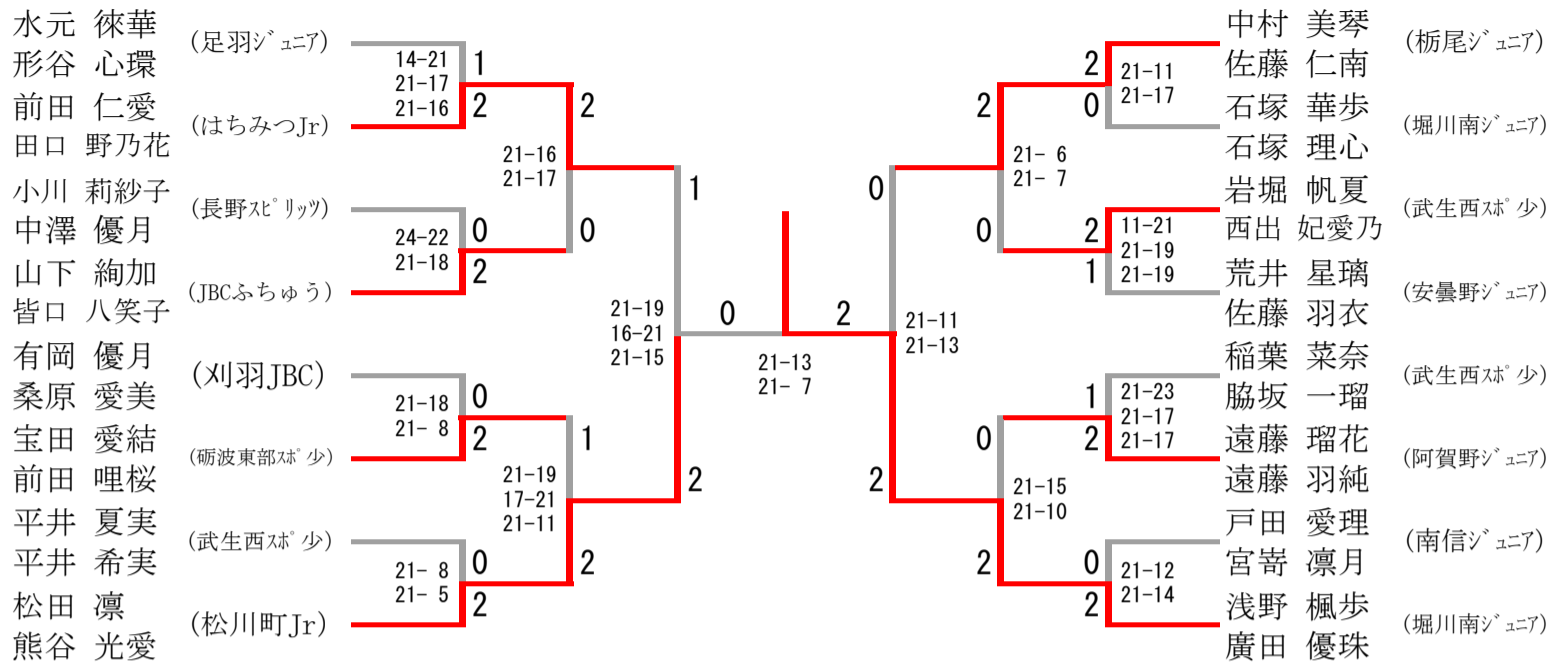 水元 徠華
形谷 心環
(足羽ジュニア)
前田 仁愛
田口 野乃花
(はちみつJr)
小川 莉紗子
中澤 優月
(長野スピリッツ)
山下 絢加
皆口 八笑子
(JBCふちゅう)
有岡 優月
桑原 愛美
(刈羽JBC)
宝田 愛結
前田 哩桜
(砺波東部スポ少)
平井 夏実
平井 希実
(武生西スポ少)
松田 凛
熊谷 光愛
(松川町Jr)
14-21
21-17
21-16
1
2
24-22
21-18
0
2
21-18
21- 8
0
2
21- 8
21- 5
0
2
21-16
21-17
2
0
21-19
17-21
21-11
1
2
21-19
16-21
21-15
1
2
0
2
21-13
21- 7
21-11
21-13
0
2
21- 6
21- 7
2
0
21-15
21-10
0
2
21-11
21-17
2
0
11-21
21-19
21-19
2
1
21-23
21-17
21-17
1
2
21-12
21-14
0
2
中村 美琴
佐藤 仁南
(栃尾ジュニア)
石塚 華歩
石塚 理心
(堀川南ジュニア)
岩堀 帆夏
西出 妃愛乃
(武生西スポ少)
荒井 星璃
佐藤 羽衣
(安曇野ジュニア)
稲葉 菜奈
脇坂 一瑠
(武生西スポ少)
遠藤 瑠花
遠藤 羽純
(阿賀野ジュニア)
戸田 愛理
宮嵜 凛月
(南信ジュニア)
浅野 楓歩
廣田 優珠
(堀川南ジュニア)